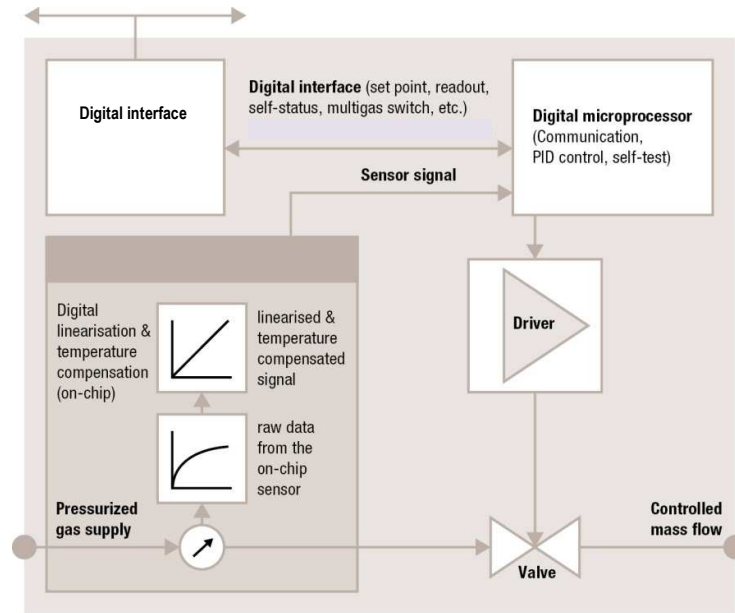 Digital interface
Digital interface (set point, readout,
self-status, multigas switch, etc.)
Digital microprocessor
(Communication,
PID control, self-test)
Sensor signal
Digital
linearisation &
temperature
compensation
(on-chip)
linearised &
temperature
compensated
signal
Driver
raw data
from the
on-chip
sensor
Pressurized
gas supply
Controlled
mass flow
Valve